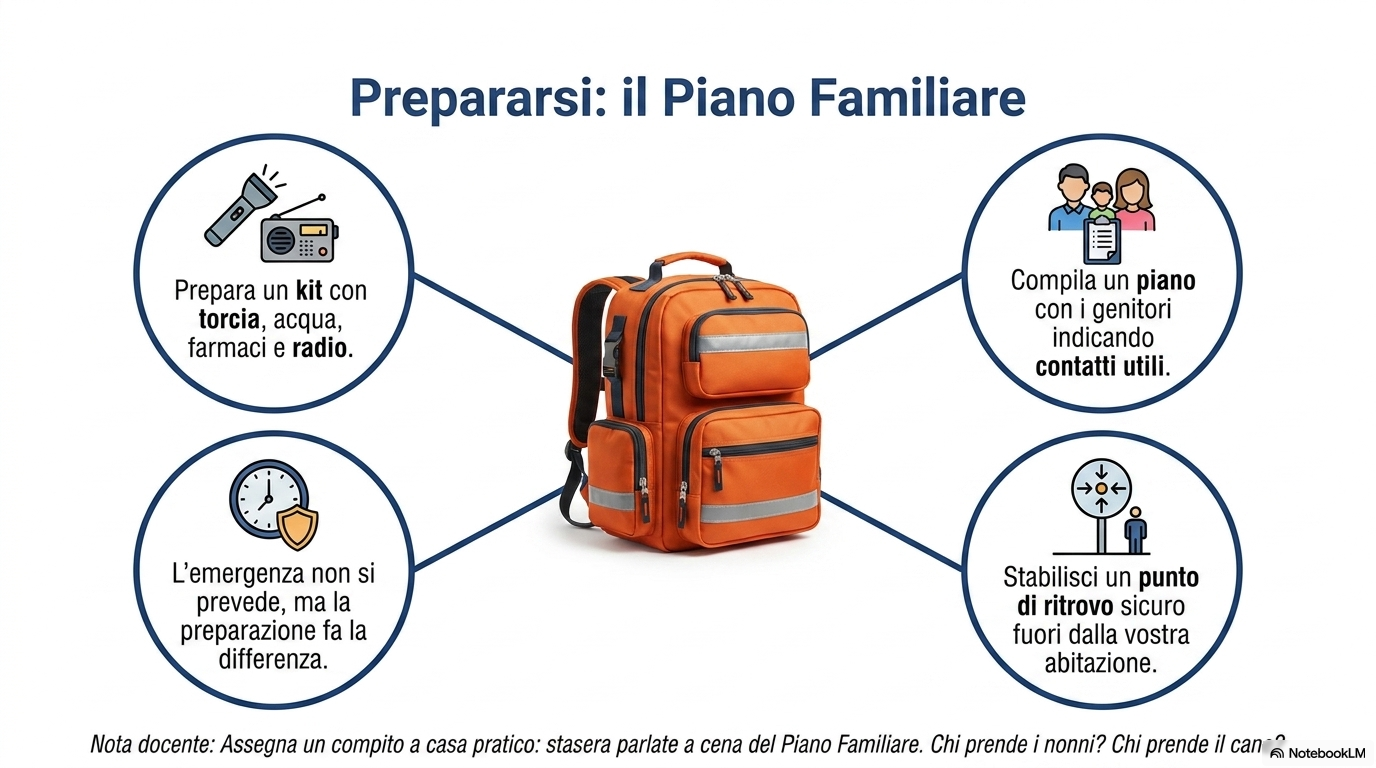 Prepararsi: il Piano Familiare
Prepara un kit con
torcia, acqua,
farmaci e radio.
Compila un piano
con i genitori
indicando
contatti utili.
L'emergenza non si
prevede, ma la
preparazione fa la
differenza.
Stabilisci un punto
di ritrovo sicuro
fuori dalla vostra
abitazione.
Nota docente: Assegna un compito a casa pratico: stasera parlate a cena del Piano Familiare. Chi prende i nonni? Chi prende il cane?
NotebookLM